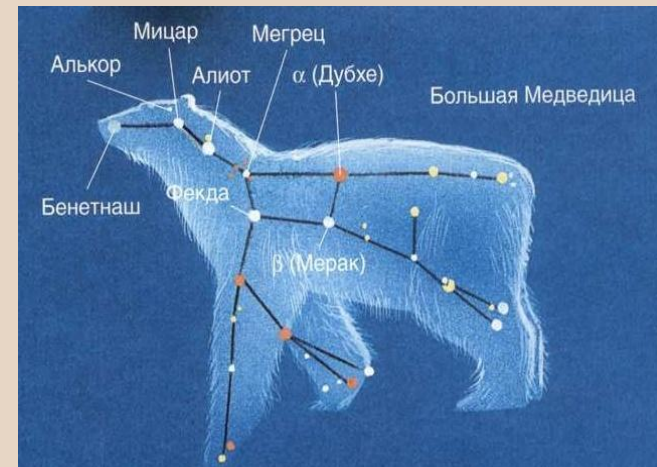 Мицар
Мегрец
Алькор
Алиот
α (Дубхе)
Большая Медведица
Бенетнаш
Фекда
β (Мерак)